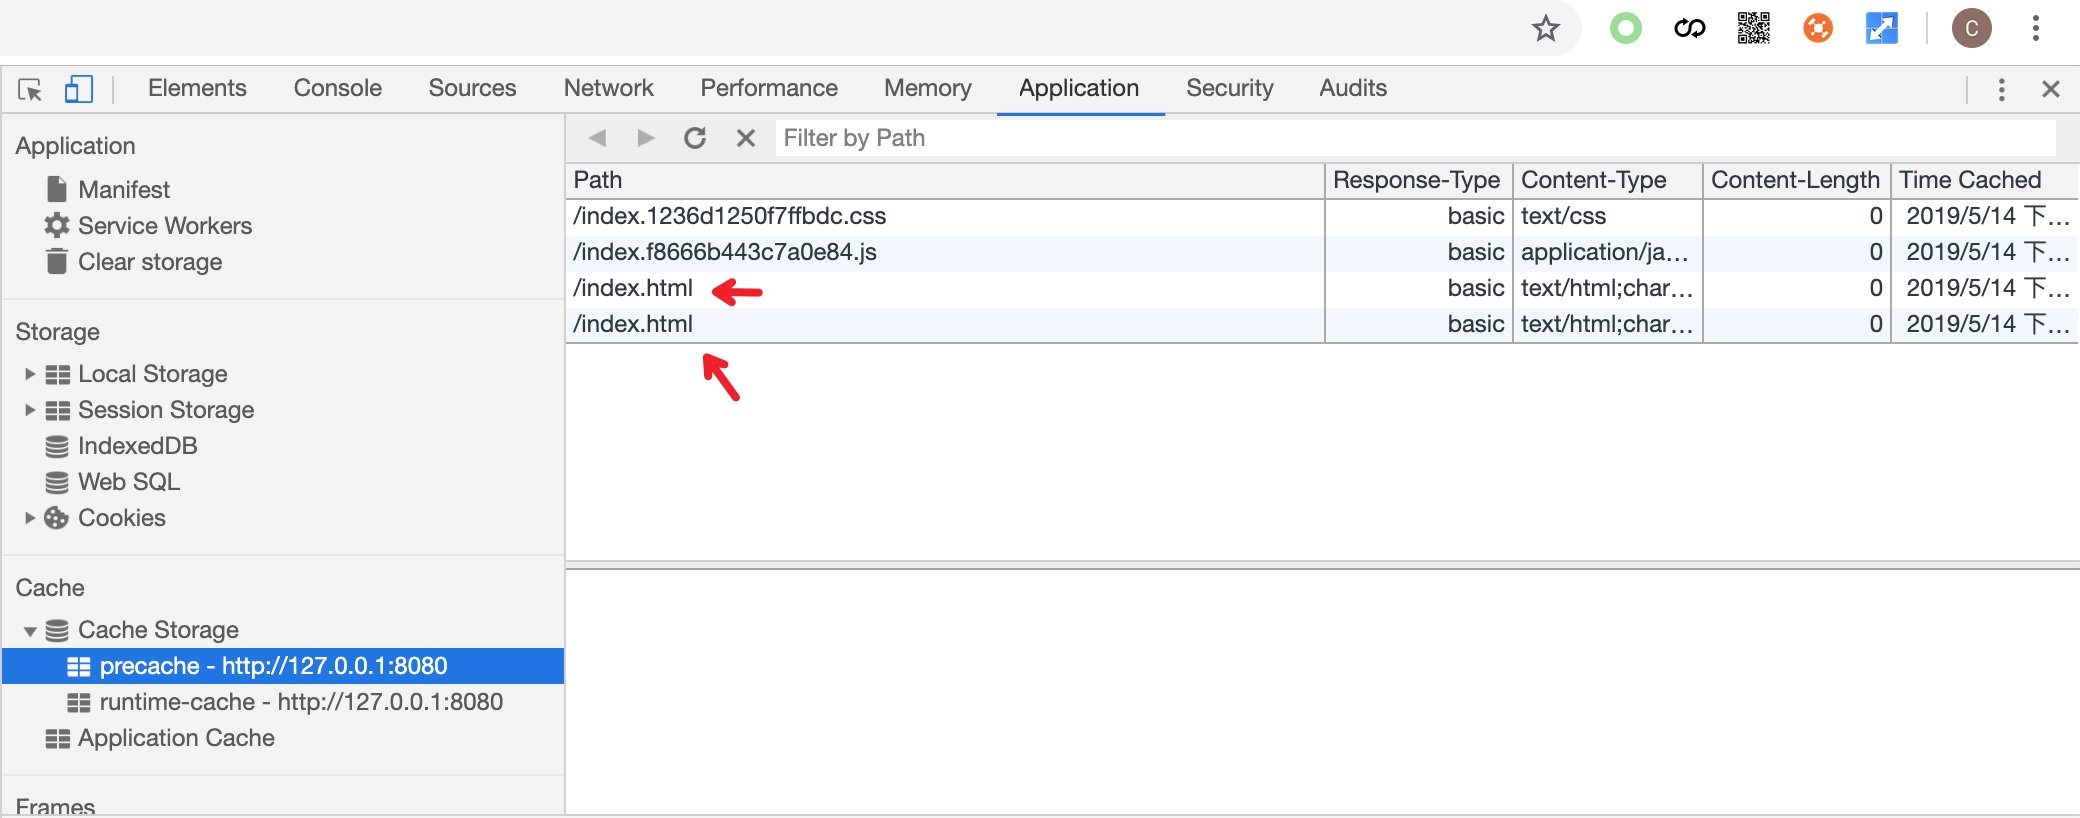 C
Elements Console Sources Network Performance Memory Application Security Audits
Application
Manifest
Service Workers
Clear storage
Storage
Local Storage
Session Storage
IndexedDB
Web SQL
Cookies
Cache
Cache Storage
precache - http://127.0.0.1:8080
runtime-cache - http://127.0.0.1:8080
Application Cache
Frames
Filter by Path
Path Response-Type Content-Type Content-Length Time Cached
/index.1236d1250f7ffbdc.css basic text/css 0 2019/5/14 下…
/index.f8666b443c7a0e84.js basic application/ja… 0 2019/5/14 下…
/index.html basic text/html;char… 0 2019/5/14 下…
/index.html basic text/html;char… 0 2019/5/14 下…